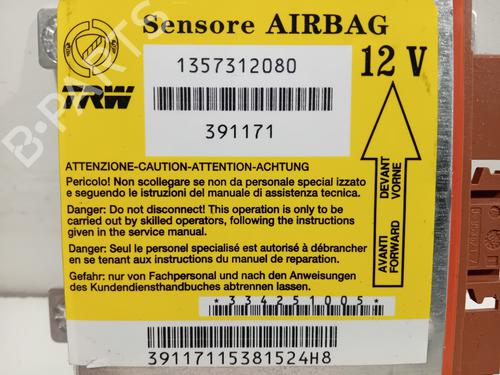 Sensore AIRBAG
1357312080
12 V
TRW
391171
ATTENZIONE-CAUTION-ATTENTION-ACHTUNG
Pericolo! Non scollegare se non da personale special izzato
e seguendo le istruzioni del manuale di assistenza tecnica.
Danger: Do not disconnect! This operation is only to be
carried out by skilled operators, following the instructions
given in the service manual.
Danger: Seul le personel specialisé est autorisé à débrancher
en se tenant aux instructions du manuel de reparation.
Gefahr: nur von Fachpersonal und nach den Anweisungen
des Kundendiensthandbuches abtrennen lassen.
AVANTI DEVANT
FORWARD VORNE
*334251005*
39117115381524H8
B-PARTS